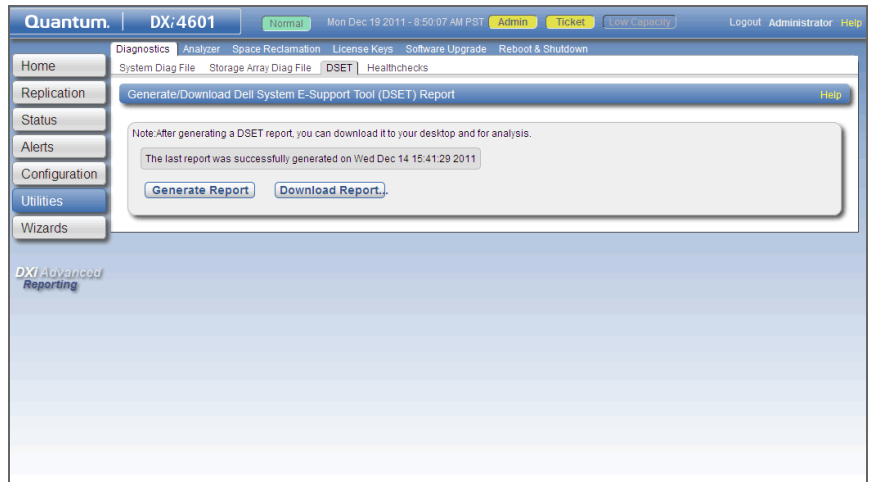 Quantum. DXi4601 Normal Mon Dec 19 2011 - 8:50:07 AM PST Admin Ticket Low Capacity Logout Administrator Help
Diagnostics Analyzer Space Reclamation License Keys Software Upgrade Reboot & Shutdown
System Diag File Storage Array Diag File DSET Healthchecks
Home
Replication
Status
Alerts
Configuration
Utilities
Wizards
DXi Advanced
Reporting
Generate/Download Dell System E-Support Tool (DSET) Report Help
Note:After generating a DSET report, you can download it to your desktop and for analysis.
The last report was successfully generated on Wed Dec 14 15:41:29 2011
Generate Report Download Report...